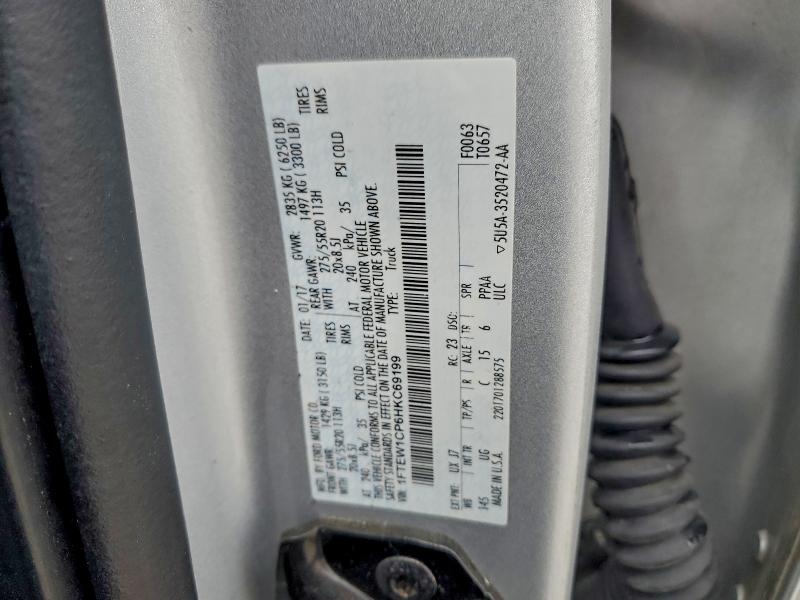 MFG. BY FORD MOTOR CO.
DATE: 01/17 GVWR: 2835 KG ( 6250 LB)
FRONT GAWR: 1429 KG ( 3150 LB) REAR GAWR: 1497 KG ( 3300 LB)
WITH 275/55R20 113H TIRES WITH 275/55R20 113H TIRES
20x8.5J RIMS 20x8.5J RIMS
AT 240 kPa/ 35 PSI COLD AT 240 kPa/ 35 PSI COLD
THIS VEHICLE CONFORMS TO ALL APPLICABLE FEDERAL MOTOR VEHICLE
SAFETY STANDARDS IN EFFECT ON THE DATE OF MANUFACTURE SHOWN ABOVE.
VIN: 1FTEW1CP6HKC69199 TYPE: Truck
F0063
T0657
EXT PNT: UX J7 RC: 23 DSO:
WB INT TR TP/PS R AXLE TR SPR
145 UG C 15 6 PPAA
MADE IN U.S.A. 2201701288575 ULC
▽5U5A-3520472-AA